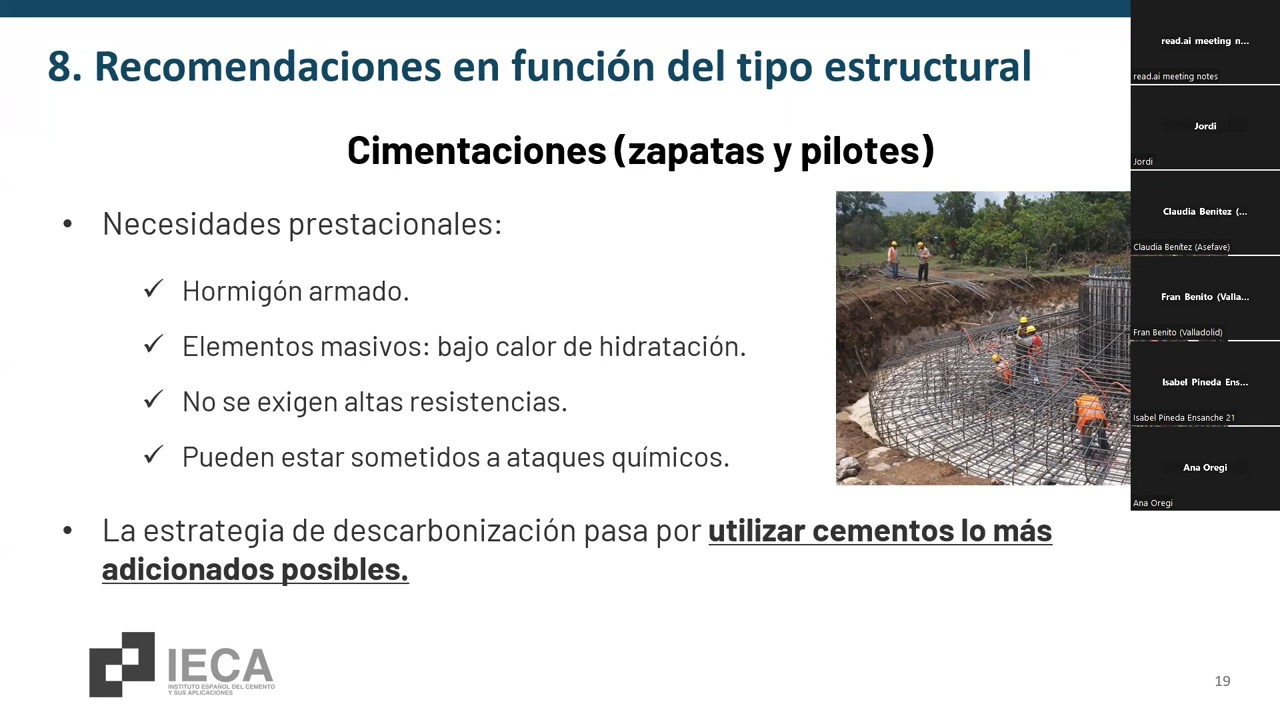 8. Recomendaciones en función del tipo estructural
Cimentaciones (zapatas y pilotes)
• Necesidades prestacionales:
✓ Hormigón armado.
✓ Elementos masivos: bajo calor de hidratación.
✓ No se exigen altas resistencias.
✓ Pueden estar sometidos a ataques químicos.
• La estrategia de descarbonización pasa por utilizar cementos lo más
adicionados posibles.
IECA
INSTITUTO ESPAÑOL DEL CEMENTO
Y SUS APLICACIONES
19
read.ai meeting n...
read.ai meeting notes
Jordi
Jordi
Claudia Benítez (...
Claudia Benítez (Asefave)
Fran Benito (Valla...
Fran Benito (Valladolid)
Isabel Pineda Ens...
Isabel Pineda Ensanche 21
Ana Oregi
Ana Oregi